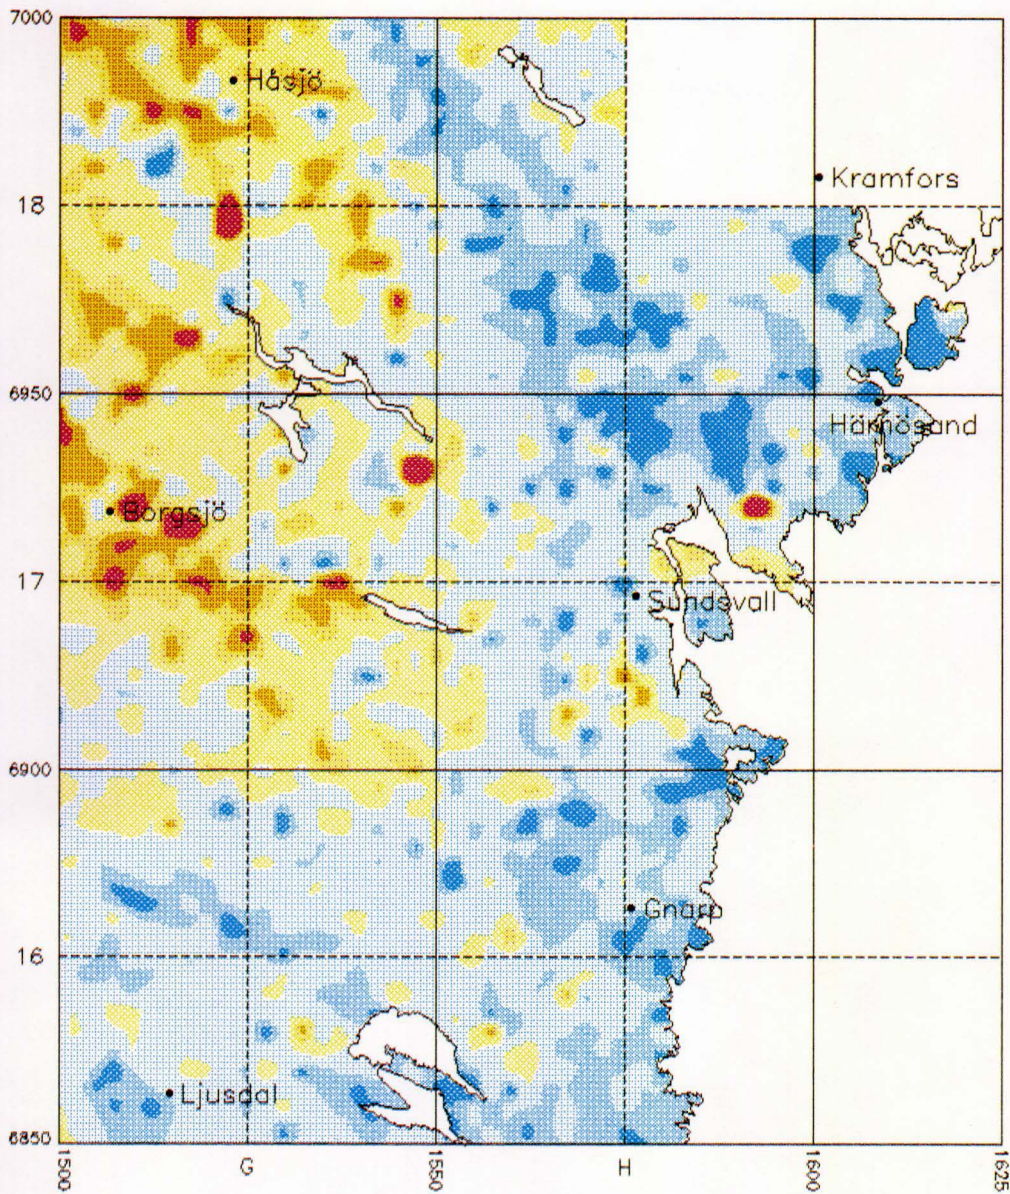 7000
Håsjö
Kramfors
18
6950
Härnösand
Borgsjö
17
Sundsvall
6900
Gnarp
16
Ljusdal
6850
1500
G
1550
H
1600
1625